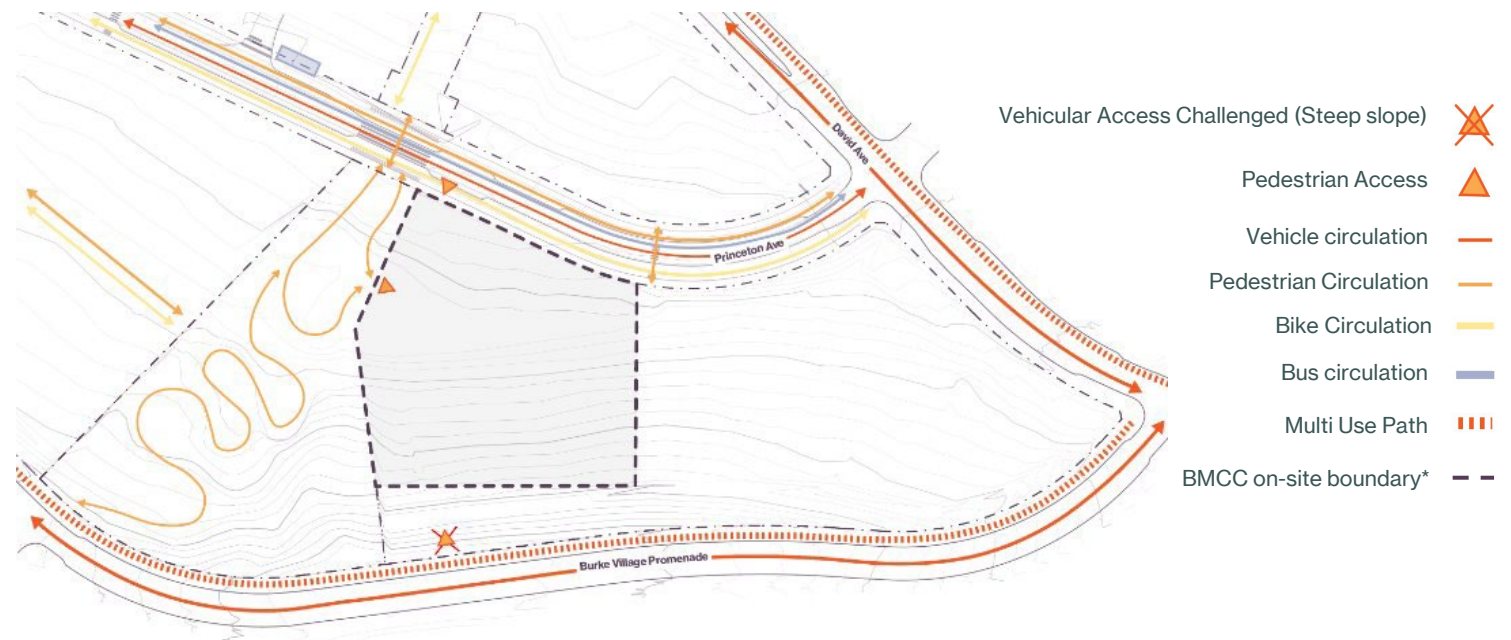 David Ave
Princeton Ave
Burke Village Promenade
Vehicular Access Challenged (Steep slope)
Pedestrian Access
Vehicle circulation
Pedestrian Circulation
Bike Circulation
Bus circulation
Multi Use Path
BMCC on-site boundary*